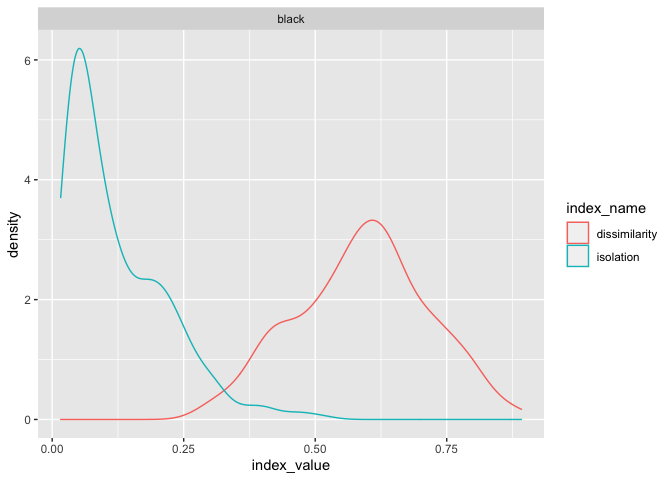 black
6
4
2
0
density
0.00 0.25 0.50 0.75
index_value
index_name
dissimilarity
isolation